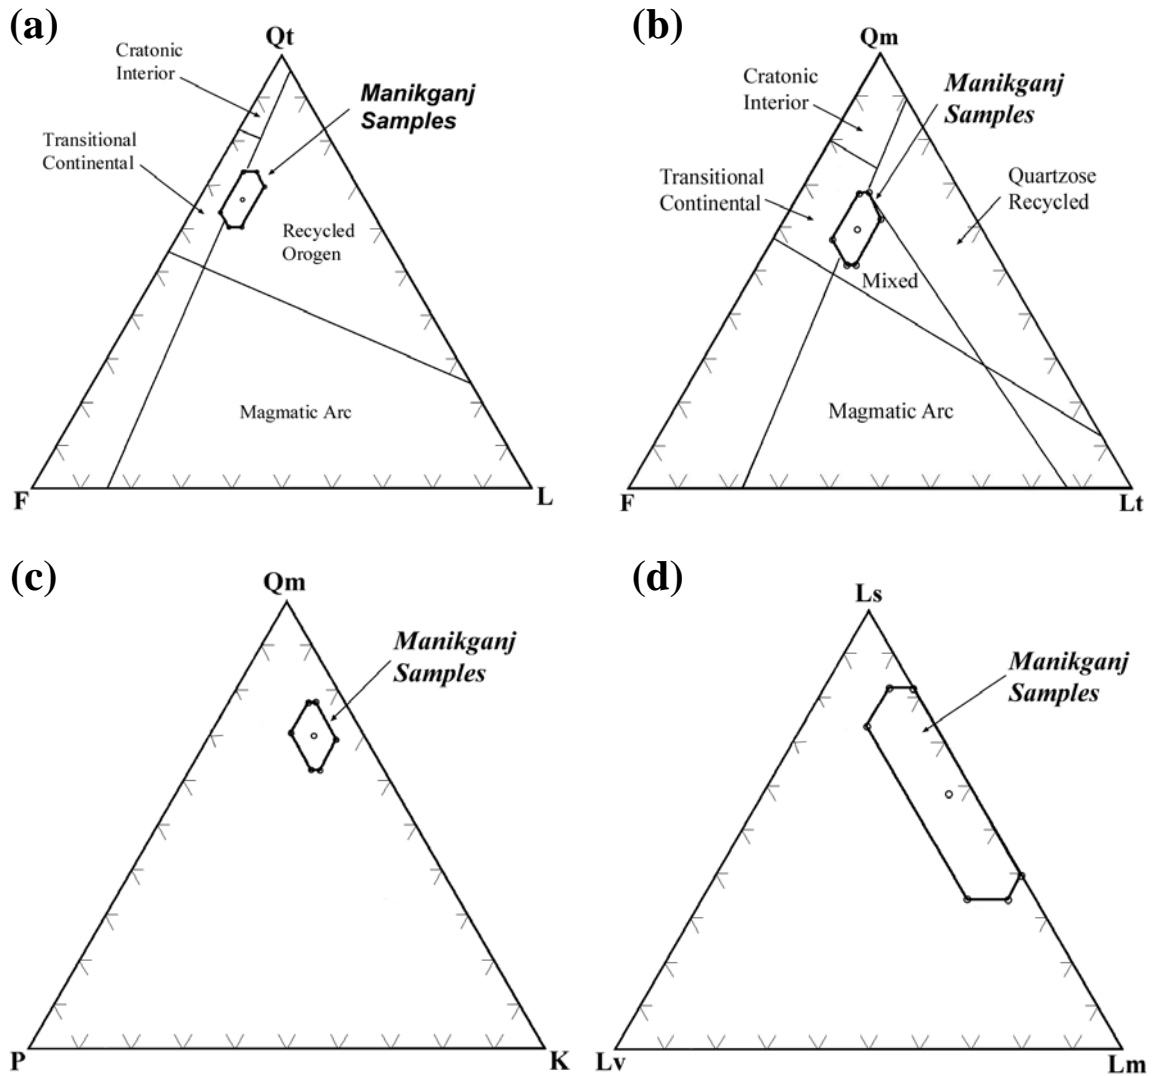 (a)
Qt
Cratonic
Interior
Manikganj
Samples
Transitional
Continental
Recycled
Orogen
Magmatic Arc
F
L
(b)
Qm
Cratonic
Interior
Manikganj
Samples
Transitional
Continental
Quartzose
Recycled
Mixed
Magmatic Arc
F
Lt
(c)
Qm
Manikganj
Samples
P
K
(d)
Ls
Manikganj
Samples
Lv
Lm